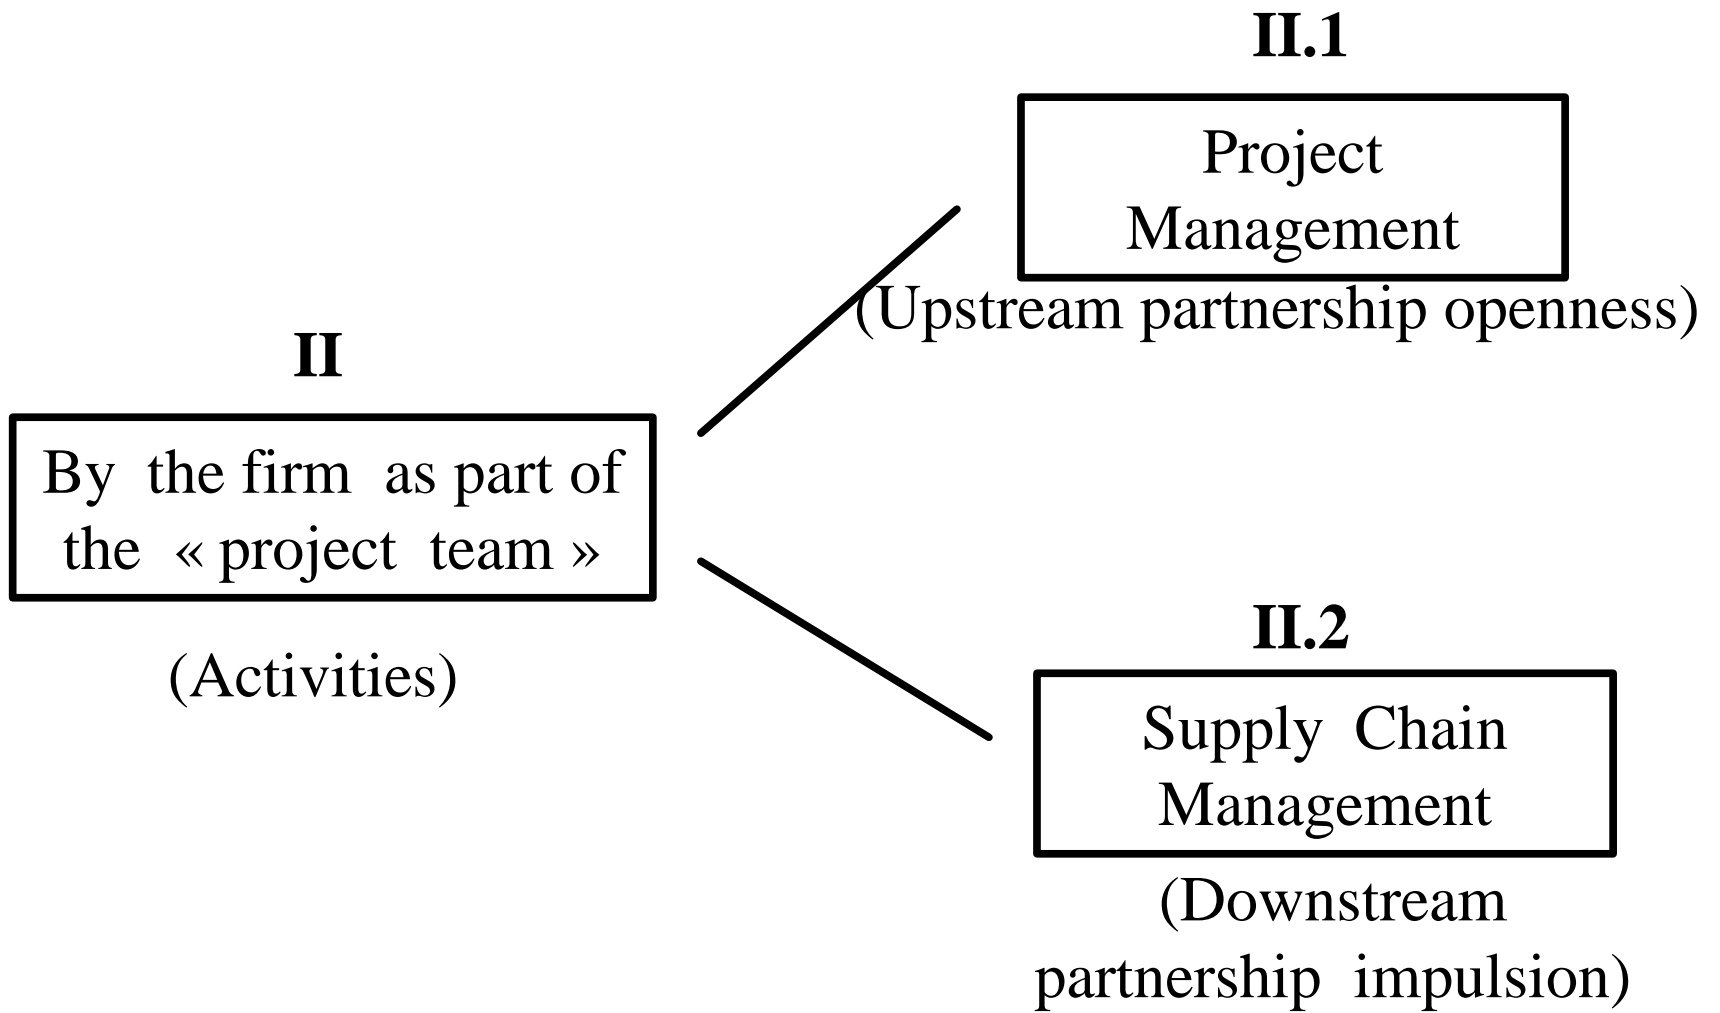 II.1
Project
Management
(Upstream partnership openness)
II
By the firm as part of
the « project team »
(Activities)
II.2
Supply Chain
Management
(Downstream
partnership impulsion)